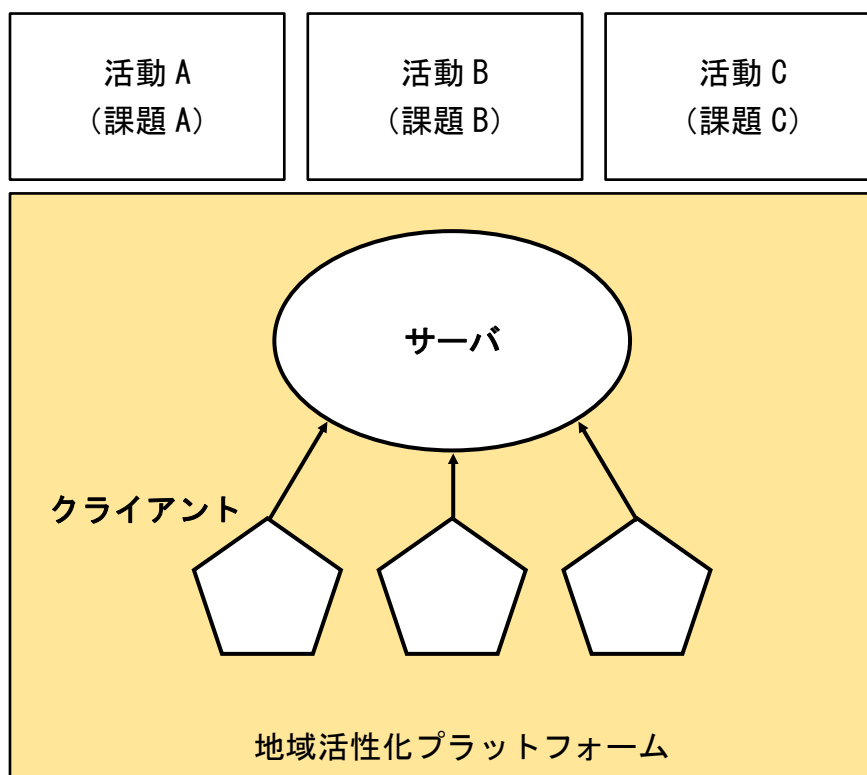 活動 A
（課題 A）
活動 B
（課題 B）
活動 C
（課題 C）
サーバ
クライアント
地域活性化プラットフォーム